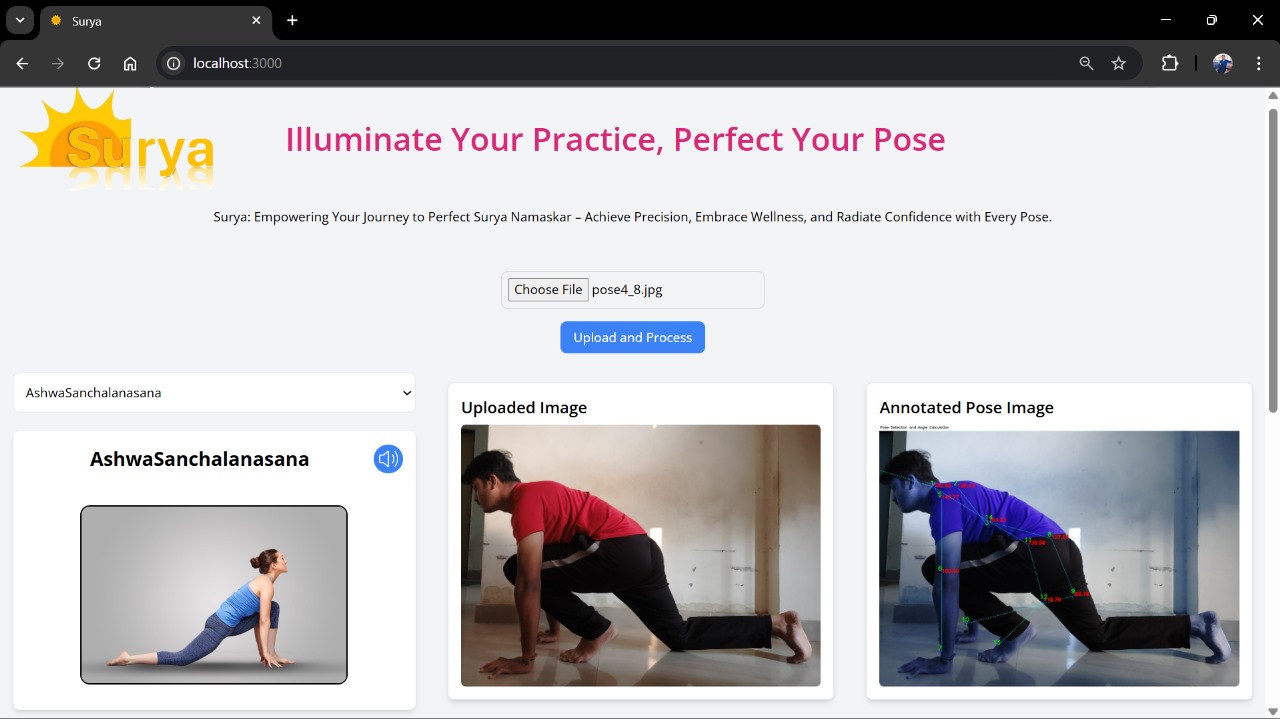 Surya
localhost:3000
Surya
Illuminate Your Practice, Perfect Your Pose
Surya: Empowering Your Journey to Perfect Surya Namaskar – Achieve Precision, Embrace Wellness, and Radiate Confidence with Every Pose.
Choose File pose4_8.jpg
Upload and Process
AshwaSanchalanasana
AshwaSanchalanasana
Uploaded Image
Annotated Pose Image
Pose Detection and Angle Calculation